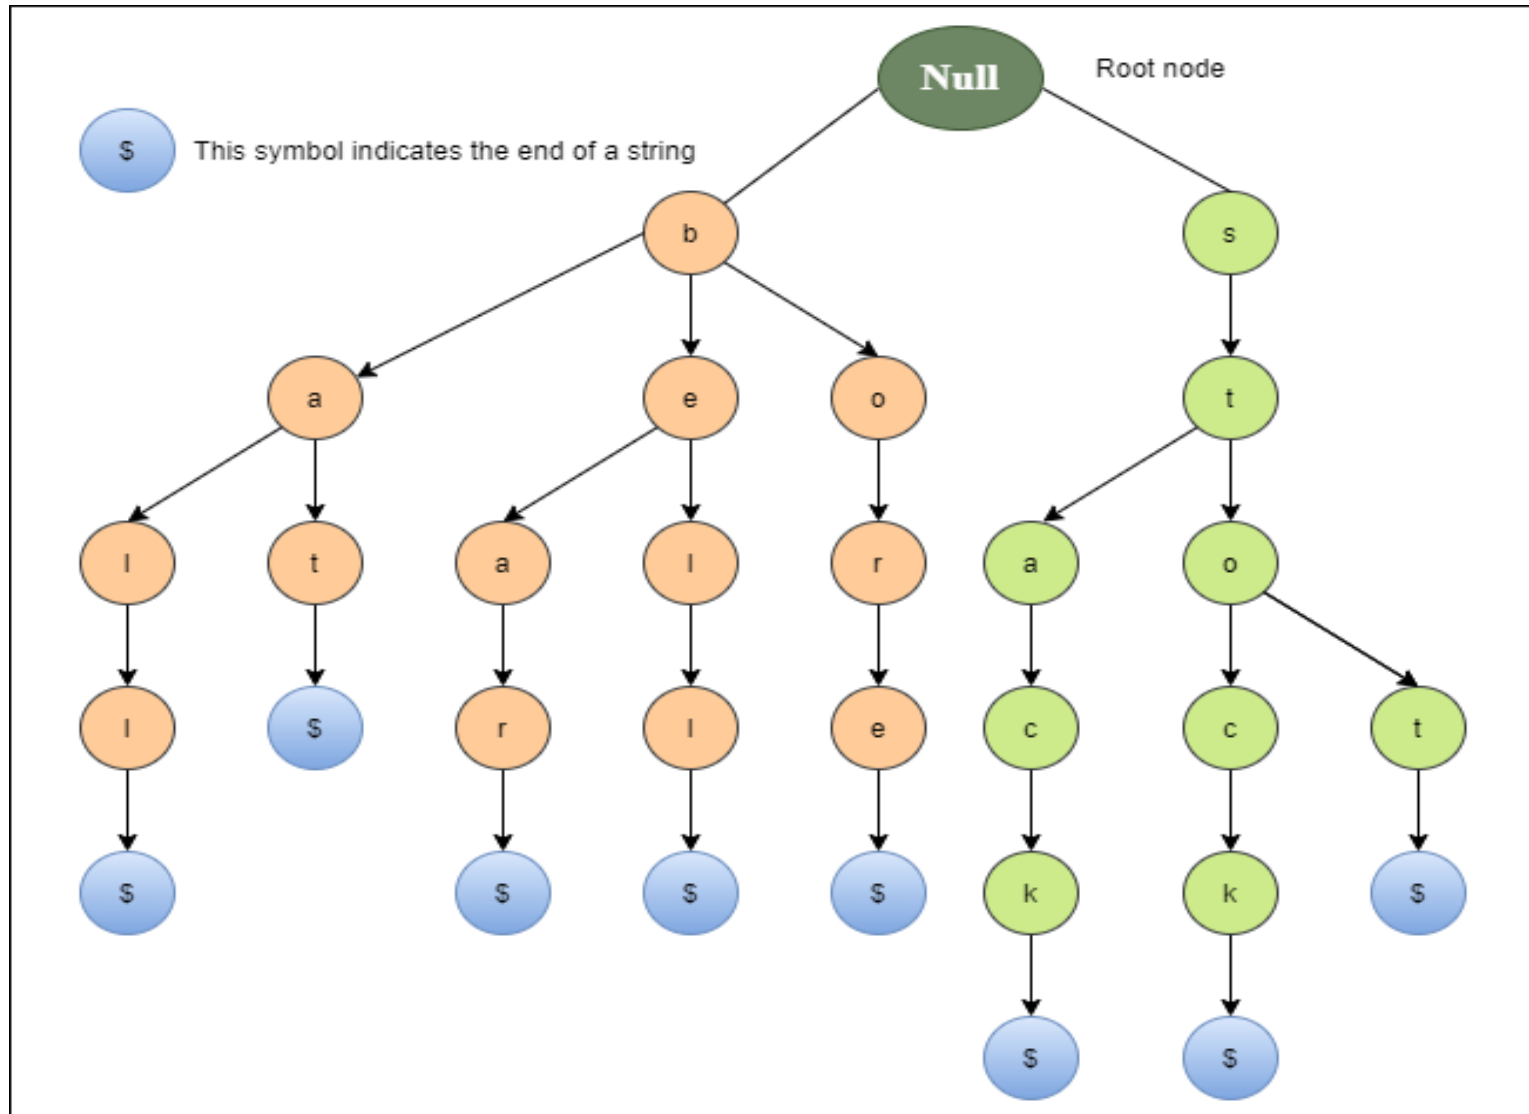 Null
Root node
$
This symbol indicates the end of a string
b
s
a
e
o
t
l
t
a
l
r
a
o
l
$
r
l
e
c
c
t
$
$
$
$
k
k
$
$
$